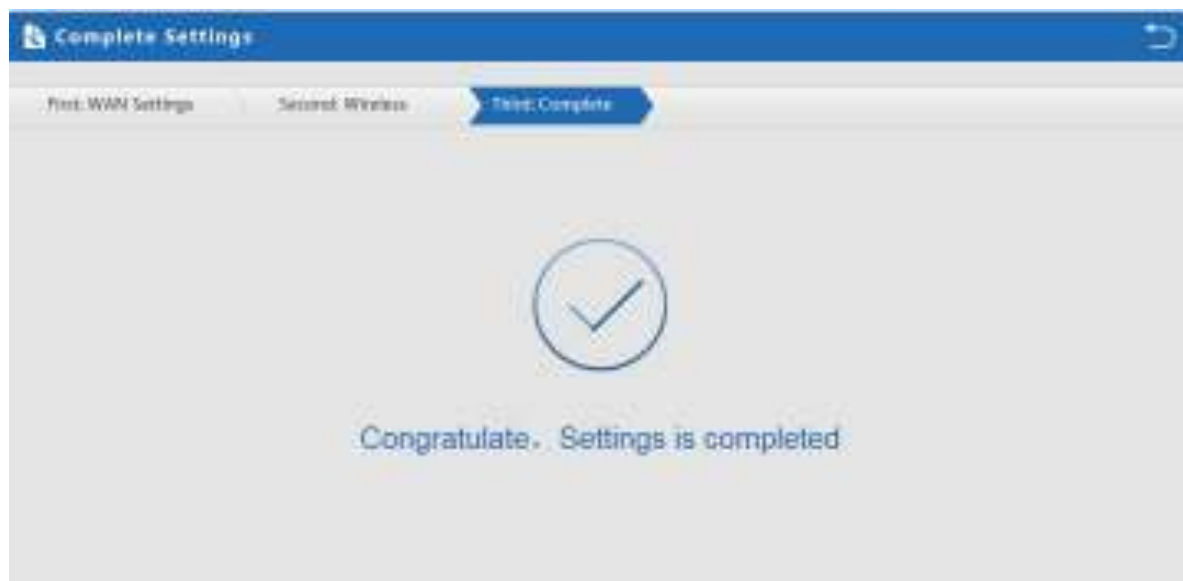 Complete Settings
First: WAN Settings
Second: Wireless
Third: Complete
Congratulate。 Settings is completed